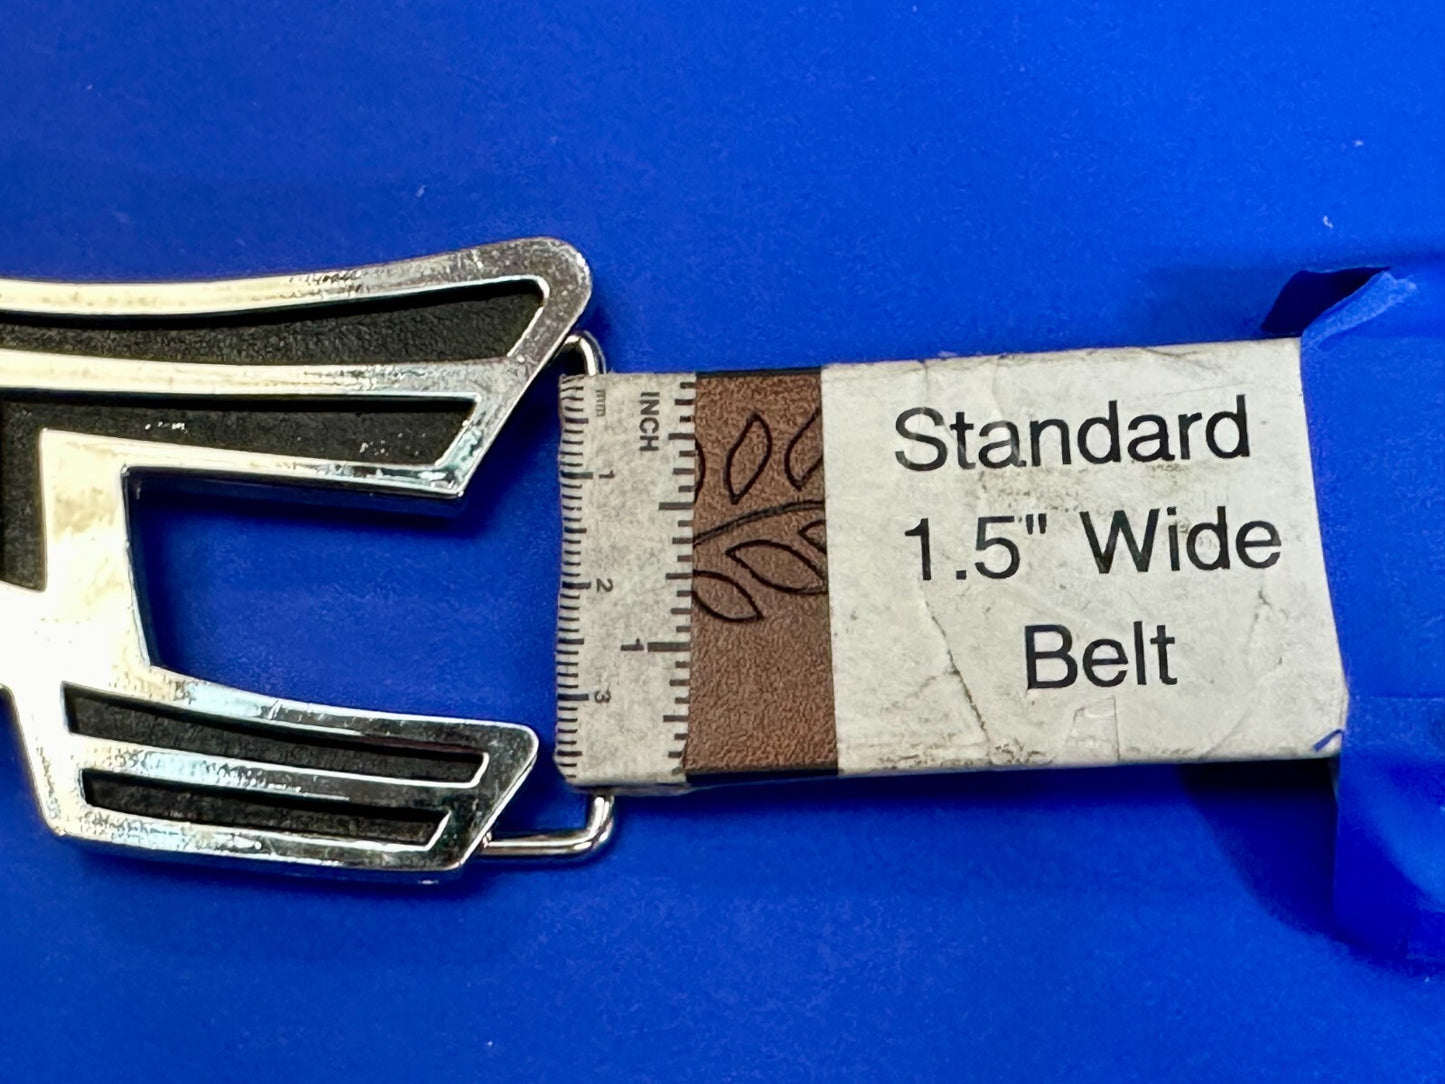 mm
INCH
1
2
1
3
Standard
1.5" Wide
Belt